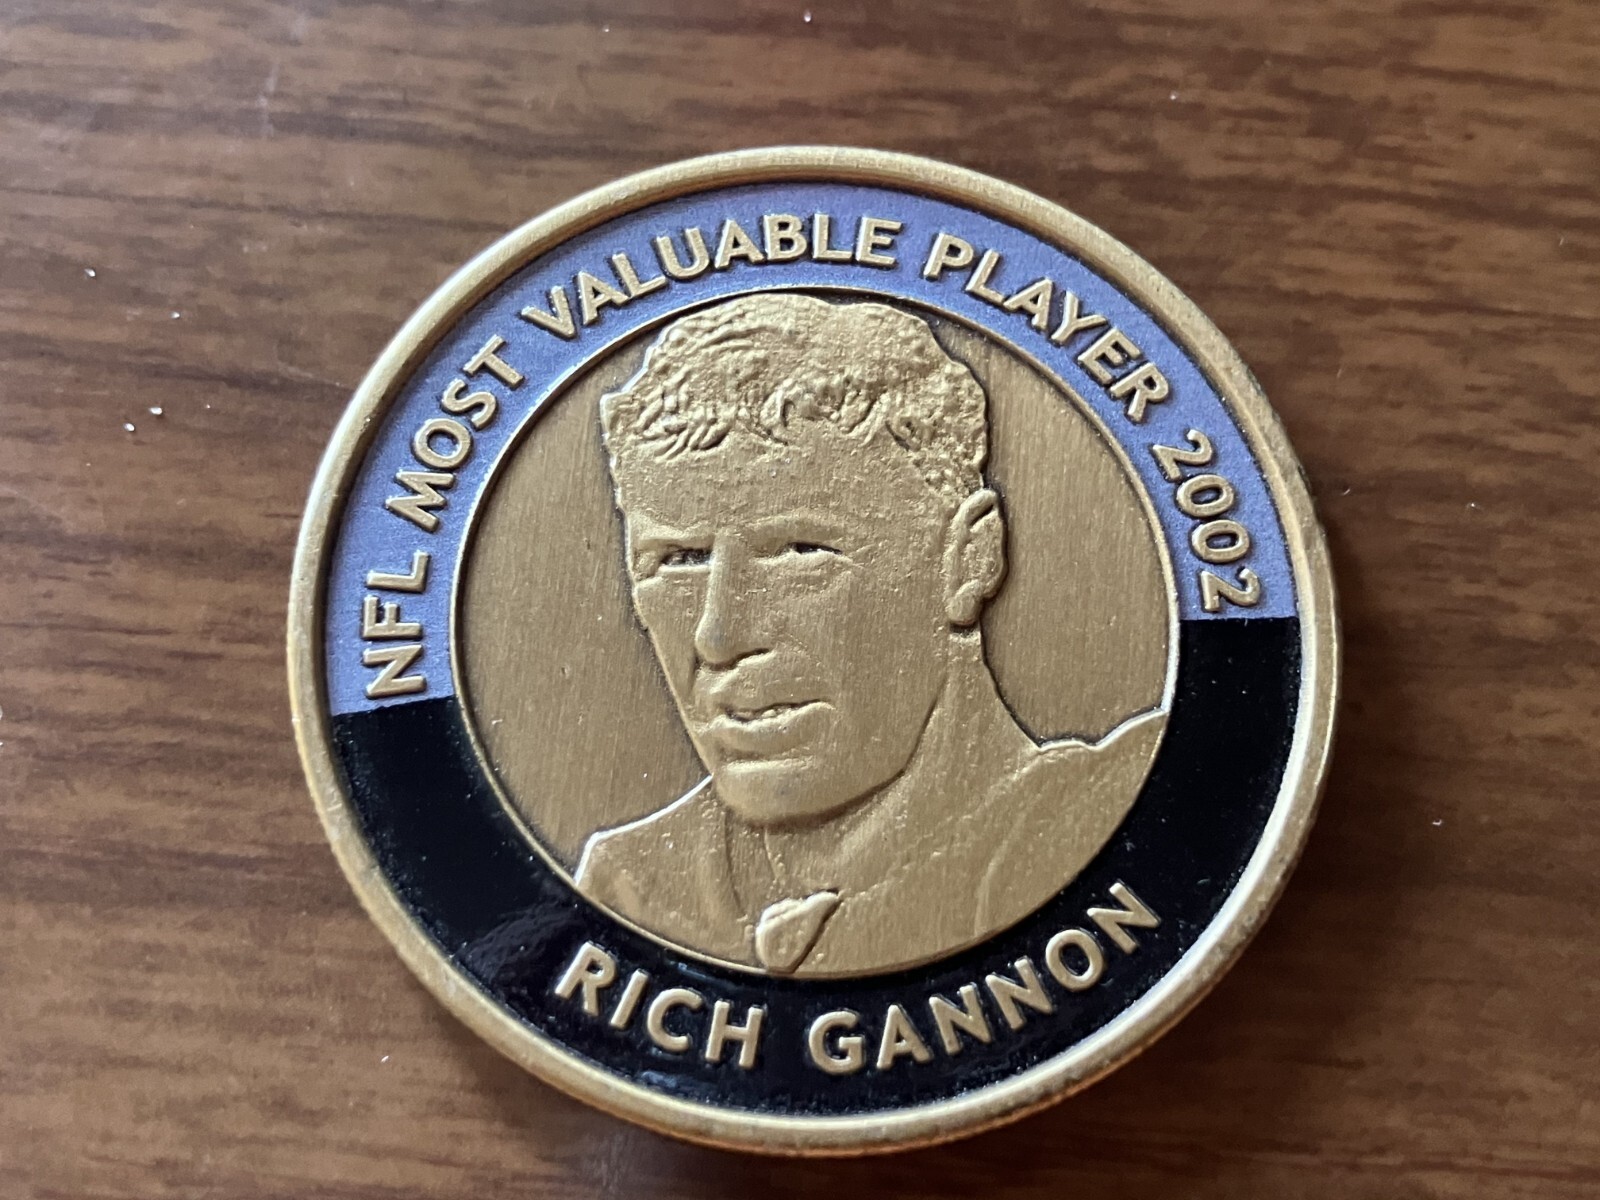 NFL MOST VALUABLE PLAYER 2002
RICH GANNON